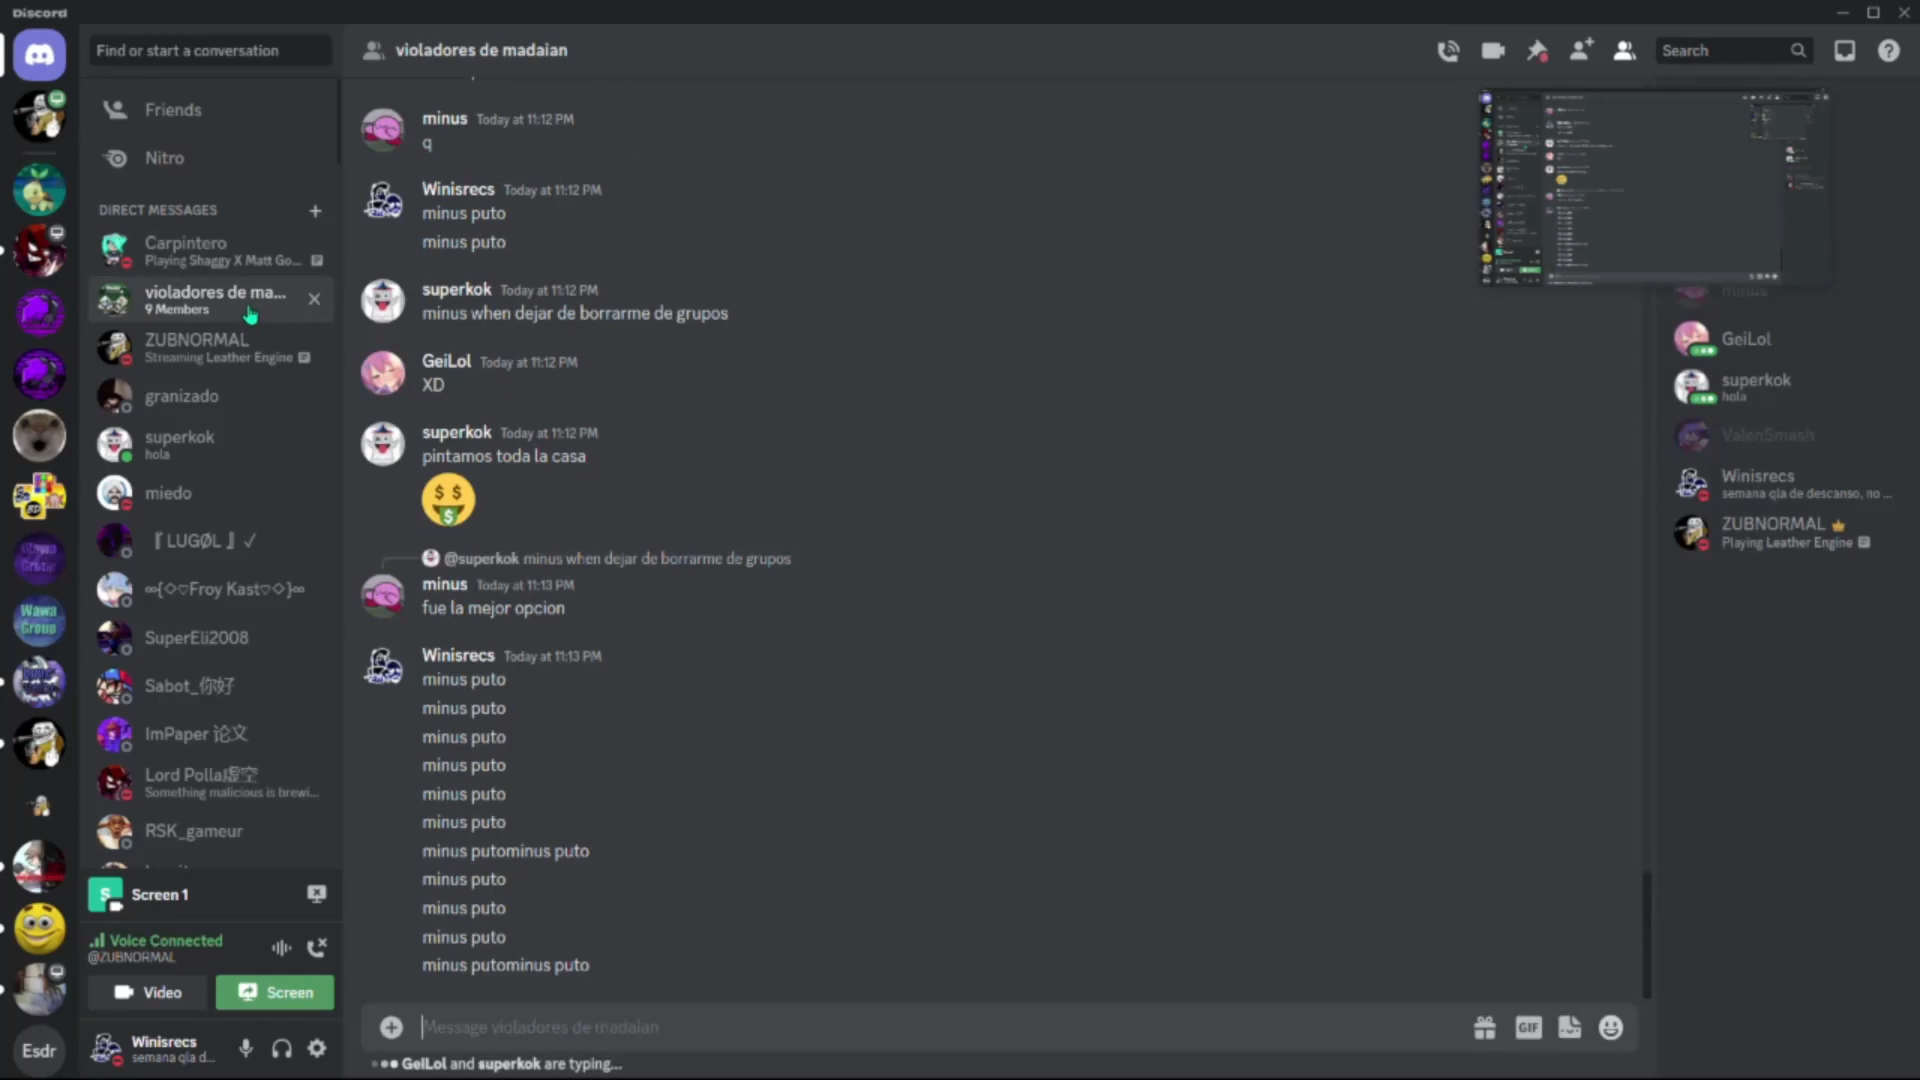 Discord
Find or start a conversation
violadores de madaian
Search
Friends
Nitro
DIRECT MESSAGES
Carpintero
Playing Shaggy X Matt Go...
violadores de ma...
9 Members
ZUBNORMAL
Streaming Leather Engine
granizado
superkok
hola
miedo
『 LUGØL 』 ✓
∞{◇♡Froy Kast♡◇}∞
SuperEli2008
Sabot_你好
ImPaper 论文
Lord Polla虚空
Something malicious is brewi...
RSK_gameur
Screen 1
Voice Connected
@ZUBNORMAL
Video
Screen
Winisrecs
semana qla d...
Wawa
Group
Wawa
Group
Esdr
minus Today at 11:12 PM
q
Winisrecs Today at 11:12 PM
minus puto
minus puto
superkok Today at 11:12 PM
minus when dejar de borrarme de grupos
GeiLol Today at 11:12 PM
XD
superkok Today at 11:12 PM
pintamos toda la casa
@superkok minus when dejar de borrarme de grupos
minus Today at 11:13 PM
fue la mejor opcion
Winisrecs Today at 11:13 PM
minus puto
minus puto
minus puto
minus puto
minus puto
minus puto
minus putominus puto
minus puto
minus puto
minus puto
minus putominus puto
Message violadores de madaian
GIF
GeiLol and superkok are typing...
minus
GeiLol
superkok
hola
ValenSmash
Winisrecs
semana qla de descanso, no ...
ZUBNORMAL
Playing Leather Engine